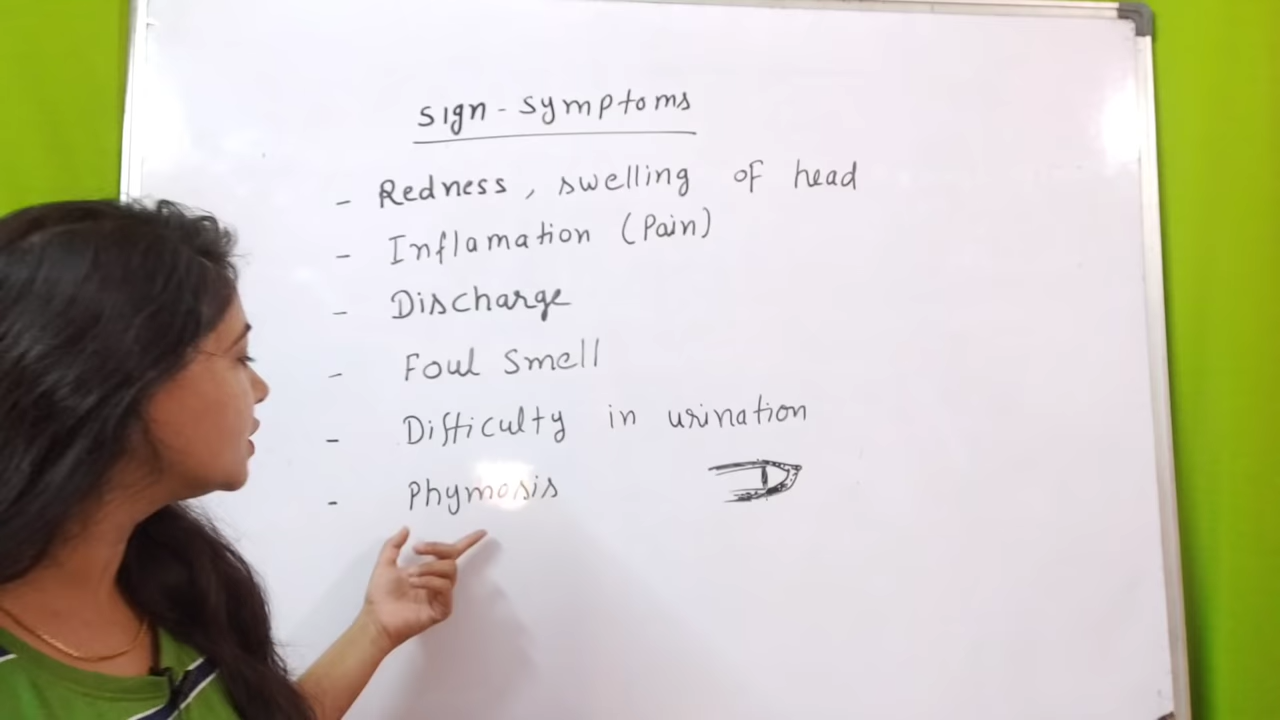 sign - symptoms
- Redness, swelling of head
- Inflamation (Pain)
- Discharge
- Foul smell
- Difficulty in urination
- Phymosis